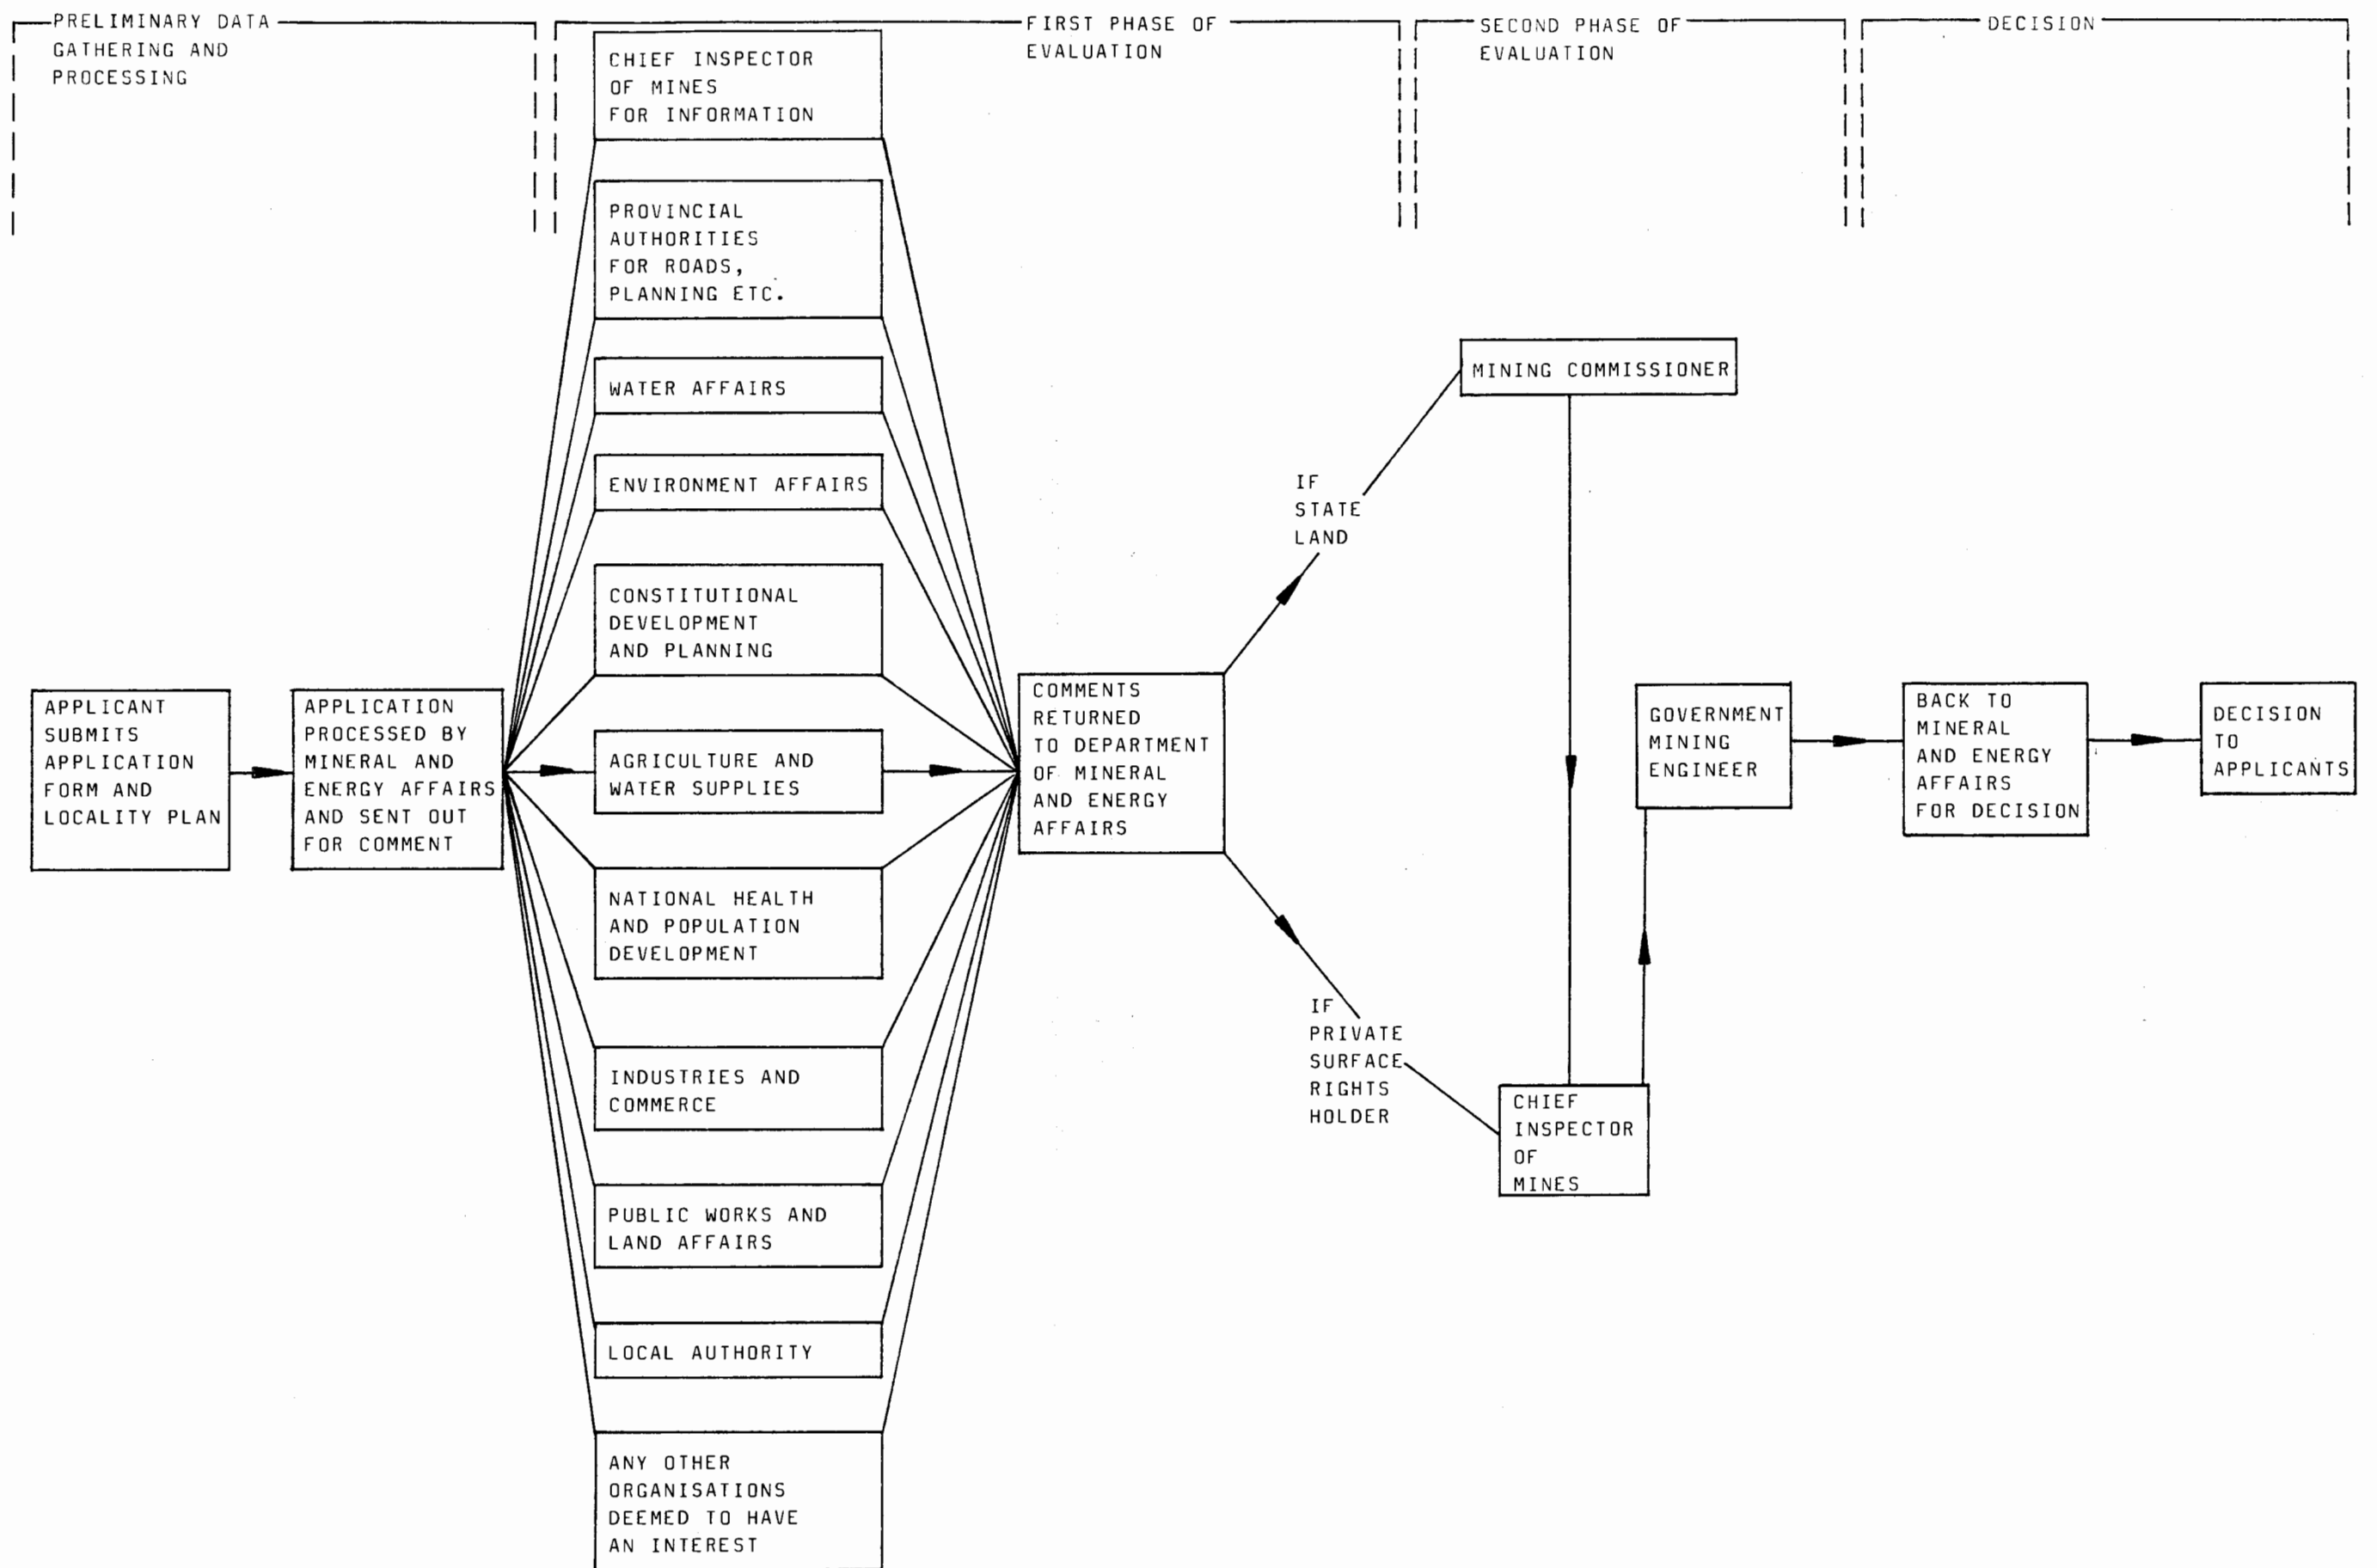 PRELIMINARY DATA
GATHERING AND
PROCESSING
FIRST PHASE OF
EVALUATION
SECOND PHASE OF
EVALUATION
DECISION
APPLICANT
SUBMITS
APPLICATION
FORM AND
LOCALITY PLAN
APPLICATION
PROCESSED BY
MINERAL AND
ENERGY AFFAIRS
AND SENT OUT
FOR COMMENT
CHIEF INSPECTOR
OF MINES
FOR INFORMATION
PROVINCIAL
AUTHORITIES
FOR ROADS,
PLANNING ETC.
WATER AFFAIRS
ENVIRONMENT AFFAIRS
CONSTITUTIONAL
DEVELOPMENT
AND PLANNING
AGRICULTURE AND
WATER SUPPLIES
NATIONAL HEALTH
AND POPULATION
DEVELOPMENT
INDUSTRIES AND
COMMERCE
PUBLIC WORKS AND
LAND AFFAIRS
LOCAL AUTHORITY
ANY OTHER
ORGANISATIONS
DEEMED TO HAVE
AN INTEREST
COMMENTS
RETURNED
TO DEPARTMENT
OF MINERAL
AND ENERGY
AFFAIRS
IF
STATE
LAND
IF
PRIVATE
SURFACE
RIGHTS
HOLDER
MINING COMMISSIONER
CHIEF
INSPECTOR
OF
MINES
GOVERNMENT
MINING
ENGINEER
BACK TO
MINERAL
AND ENERGY
AFFAIRS
FOR DECISION
DECISION
TO
APPLICANTS